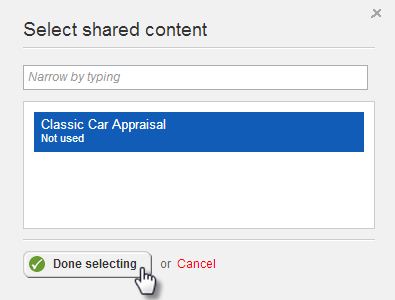 Select shared content
Narrow by typing
Classic Car Appraisal
Not used
Done selecting or Cancel